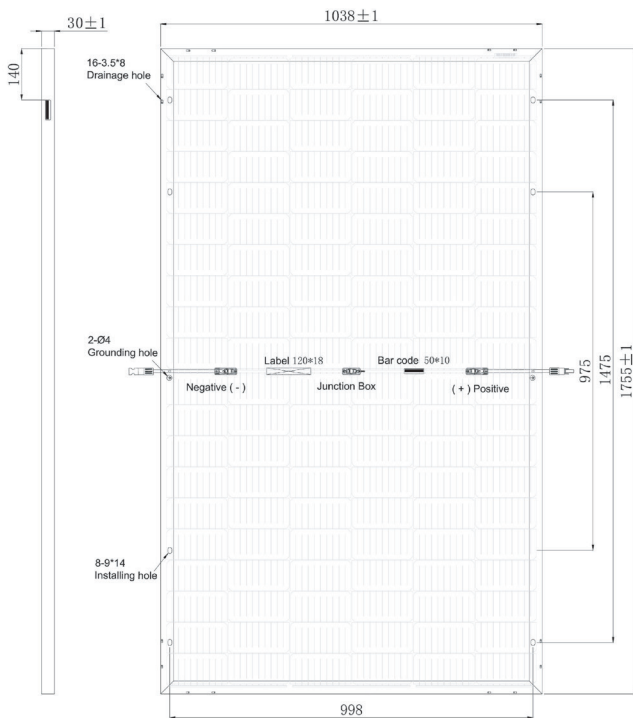 30±1
1038±1
140
16-3.5*8
Drainage hole
2-Ø4
Grounding hole
Label 120*18
Bar code 50*10
Negative ( - )
Junction Box
( + ) Positive
975
1475
1755±1
8-9*14
Installing hole
998